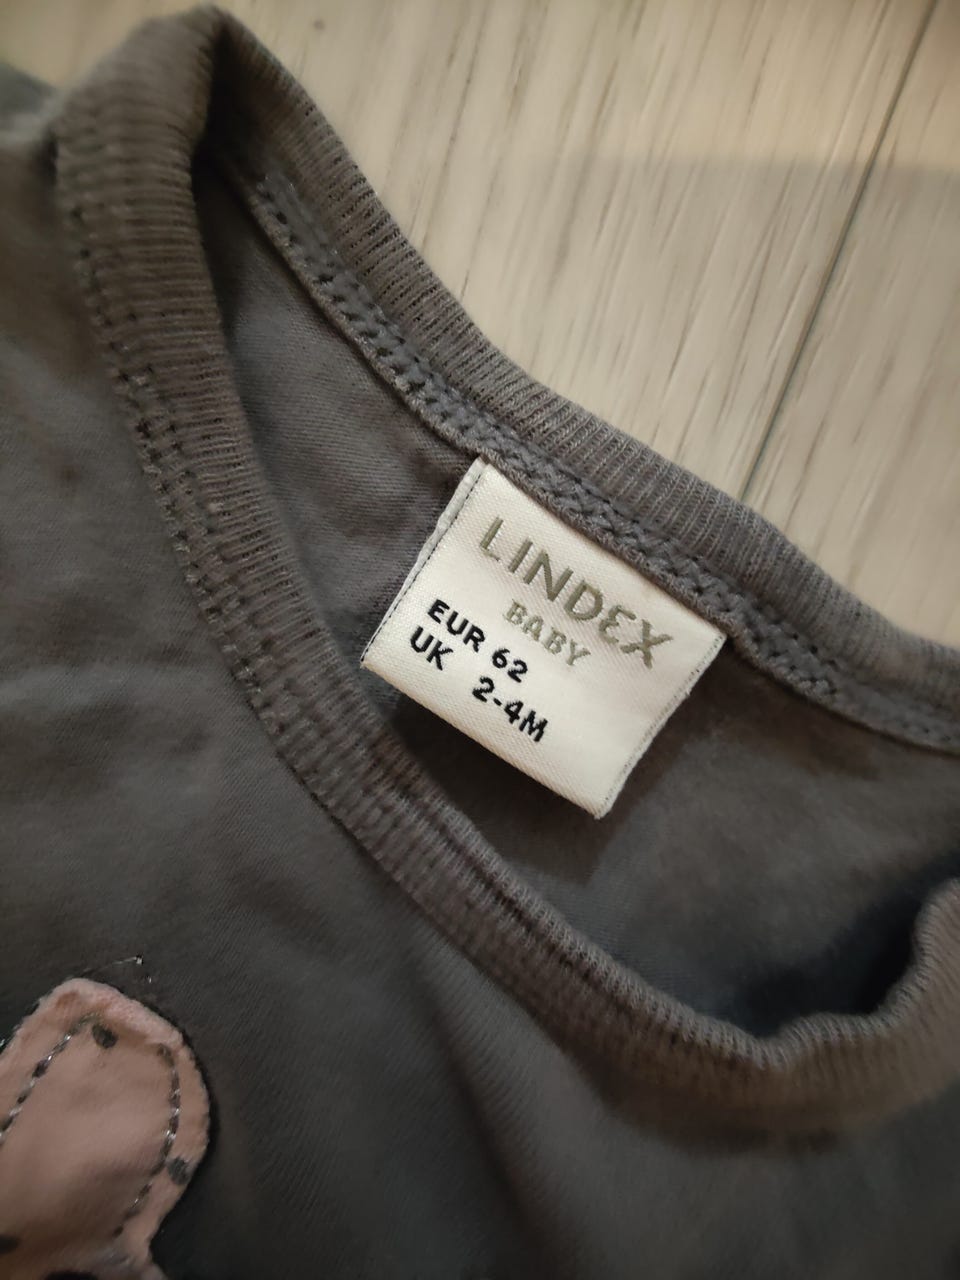 LINDEX
BABY
EUR 62
UK 2-4M